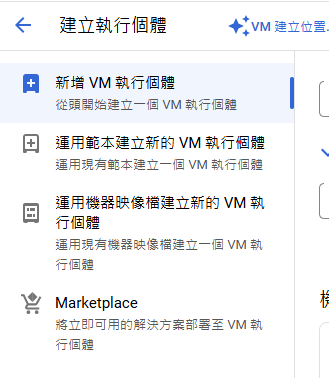 建立執行個體
VM 建立位置.
新增 VM 執行個體
從頭開始建立一個 VM 執行個體
運用範本建立新的 VM 執行個體
運用現有範本建立一個 VM 執行個體
運用機器映像檔建立新的 VM 執
行個體
運用現有機器映像檔建立一個 VM 執
行個體
Marketplace
將立即可用的解決方案部署至 VM 執
行個體